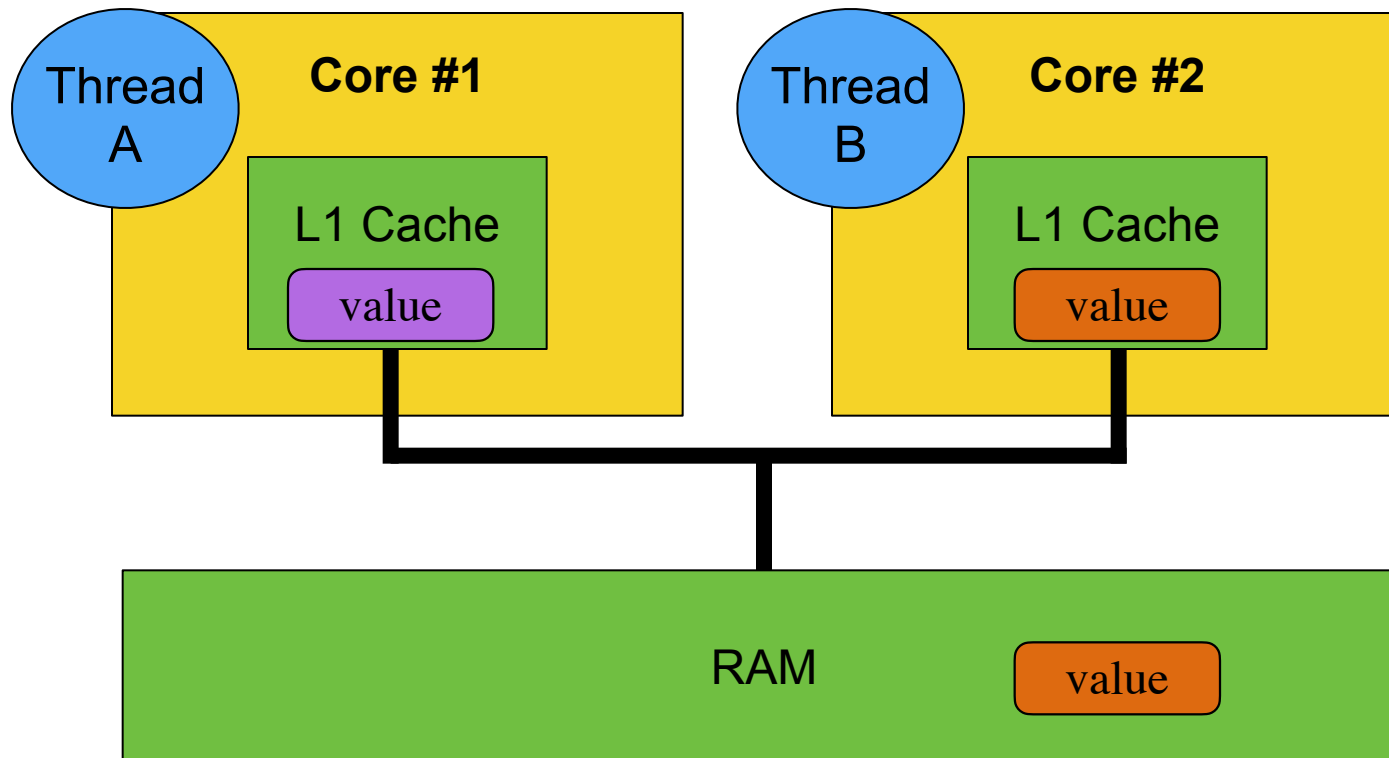 Thread
A
Core #1
L1 Cache
value
Thread
B
Core #2
L1 Cache
value
RAM
value